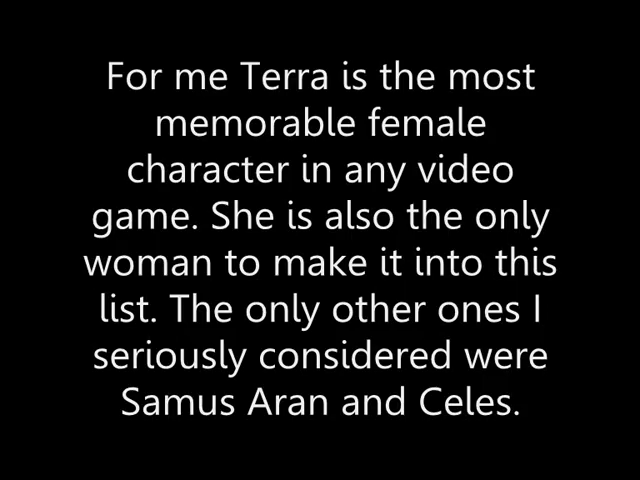 For me Terra is the most
memorable female
character in any video
game. She is also the only
woman to make it into this
list. The only other ones I
seriously considered were
Samus Aran and Celes.